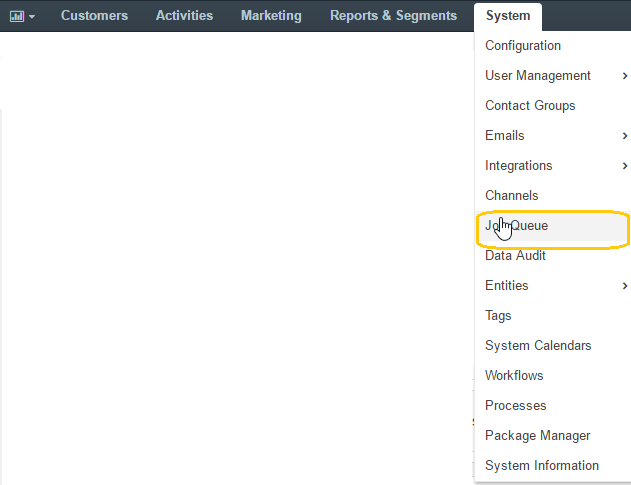 Customers Activities Marketing Reports & Segments System
Configuration
User Management
Contact Groups
Emails
Integrations
Channels
Queue
Data Audit
Entities
Tags
System Calendars
Workflows
Processes
Package Manager
System Information